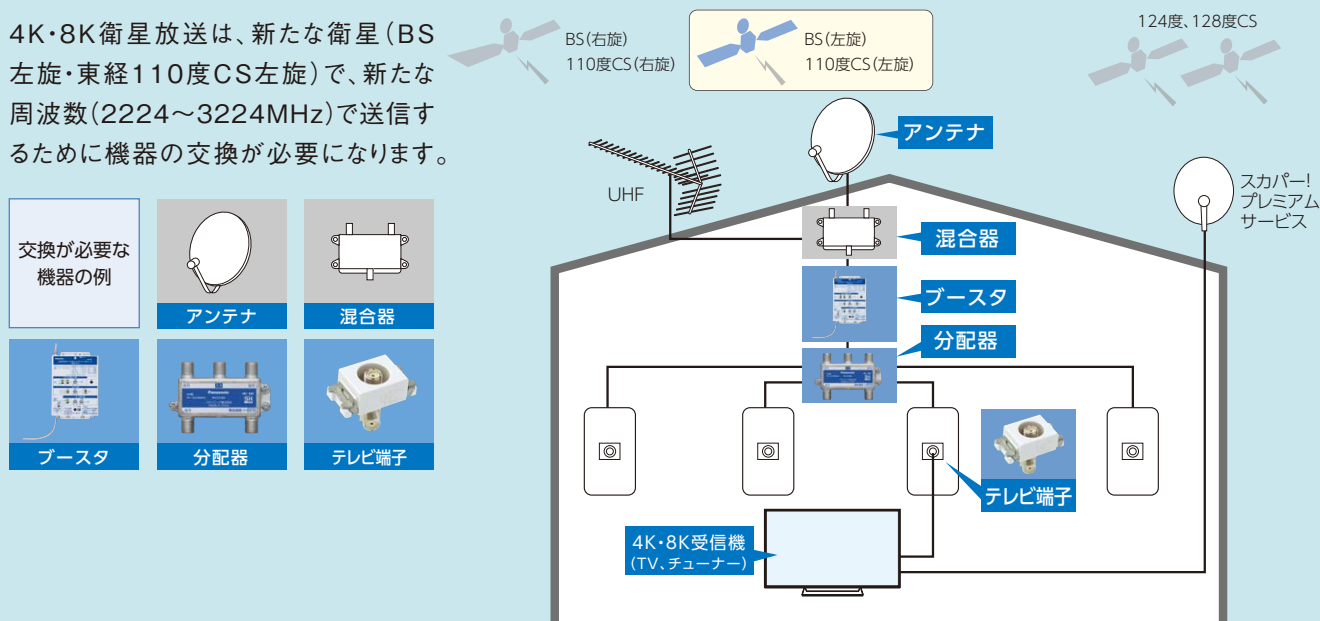 4K・8K衛星放送は、新たな衛星（BS
左旋・東経110度CS左旋）で、新たな
周波数（2224〜3224MHz）で送信す
るために機器の交換が必要になります。
交換が必要な
機器の例
アンテナ
混合器
ブースタ
分配器
テレビ端子
BS（右旋）
110度CS（右旋）
BS（左旋）
110度CS（左旋）
124度、128度CS
アンテナ
UHF
スカパー!
プレミアム
サービス
混合器
ブースタ
分配器
テレビ端子
4K・8K受信機
（TV、チューナー）
Panasonic